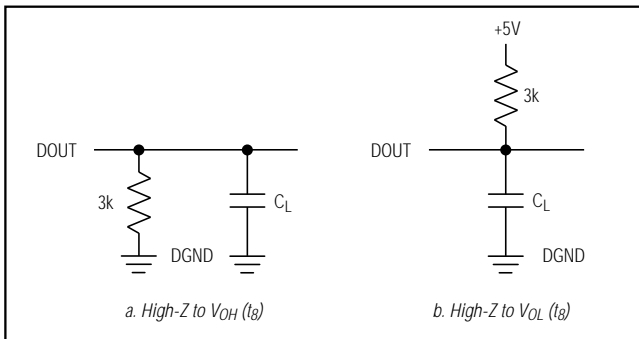 +5V
3k
DOUT
DOUT
3k
C_L
C_L
DGND
DGND
a. High-Z to V_OH (t_8)
b. High-Z to V_OL (t_8)